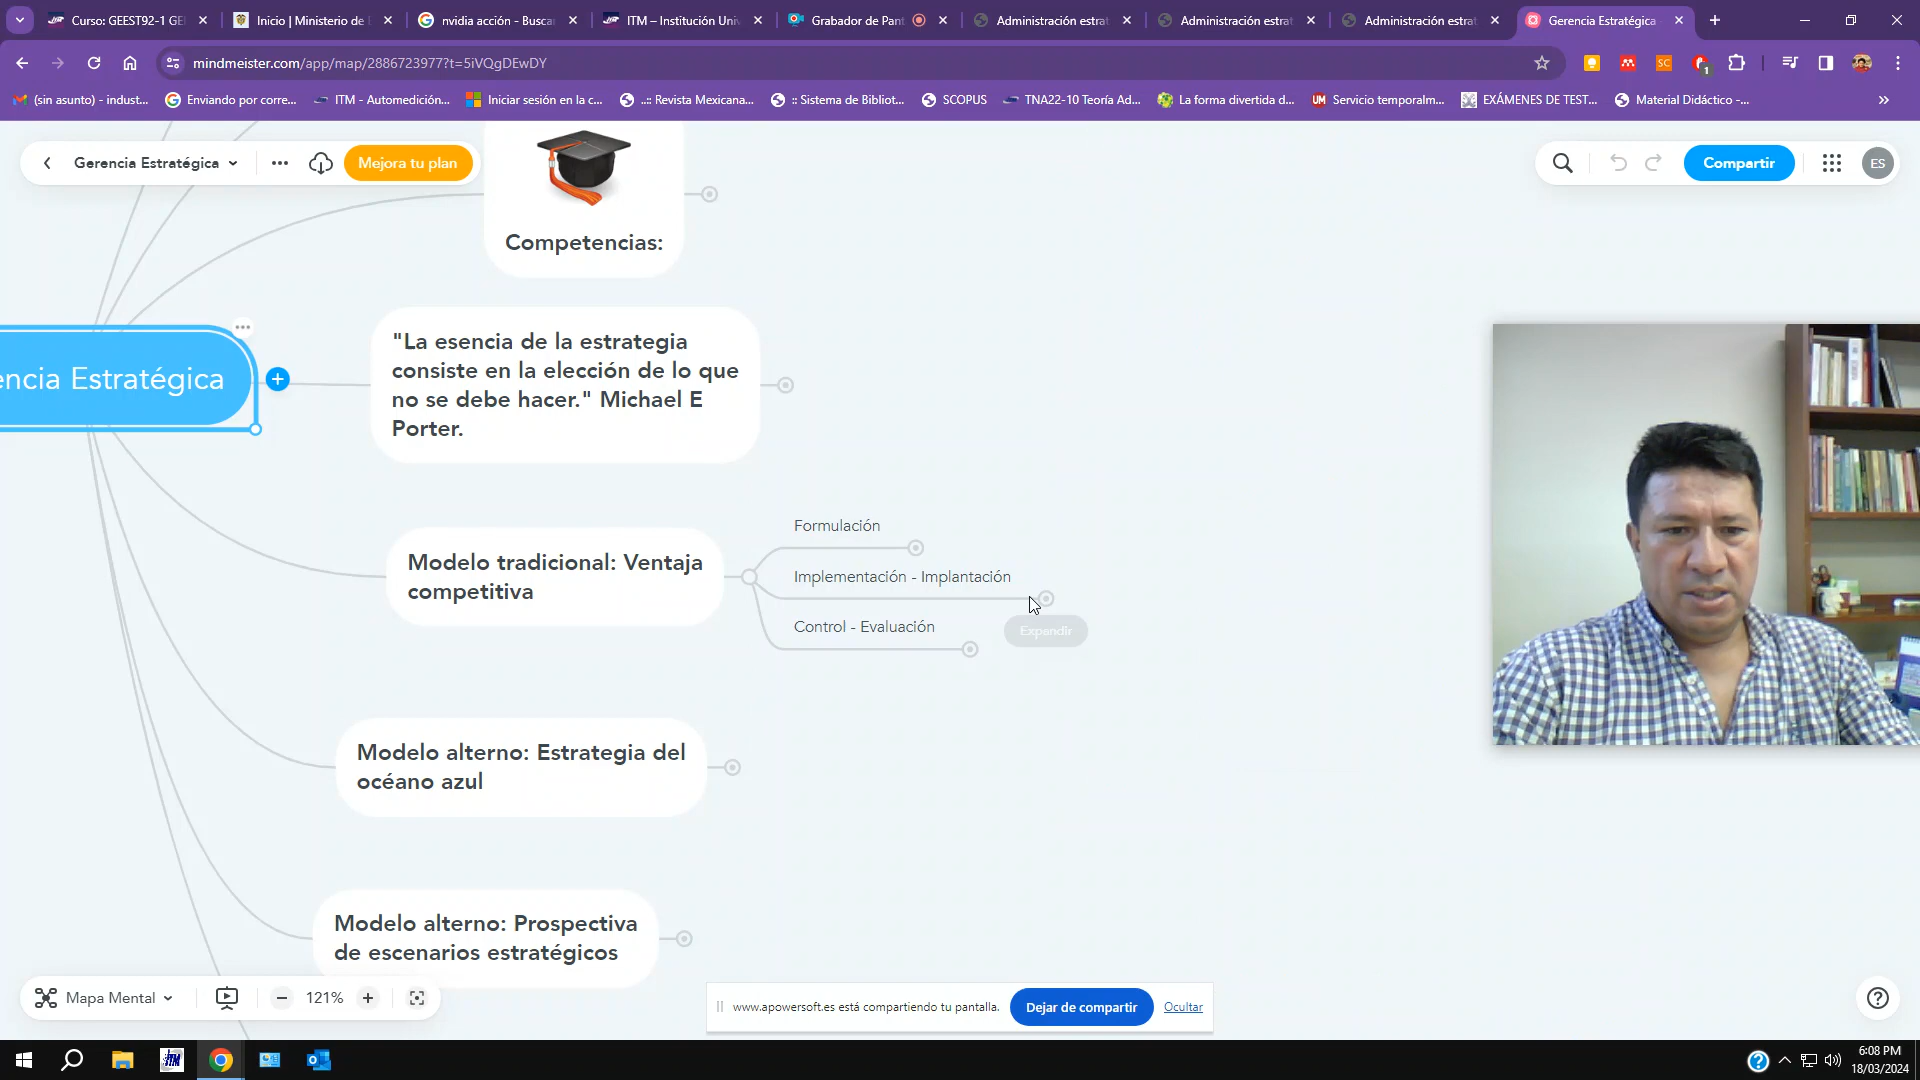 Curso: GEEST92-1 GE
Inicio | Ministerio de E
nvidia acción - Busca
ITM – Institución Univ
Grabador de Pant
Administración estrat
Administración estrat
Administración estrat
Gerencia Estratégica
mindmeister.com/app/map/2886723977?t=5iVQgDEwDY
SC
1
(sin asunto) - indust...
Enviando por corre...
ITM - Automedición...
Iniciar sesión en la c...
..:: Revista Mexicana...
:: Sistema de Bibliot...
SCOPUS
TNA22-10 Teoría Ad...
La forma divertida d...
UM
Servicio temporalm...
EXÁMENES DE TEST...
Material Didáctico -...
Gerencia Estratégica
Mejora tu plan
Compartir
ES
Competencias:
encia Estratégica
"La esencia de la estrategia
consiste en la elección de lo que
no se debe hacer." Michael E
Porter.
Modelo tradicional: Ventaja
competitiva
Formulación
Implementación - Implantación
Control - Evaluación
Expandir
Modelo alterno: Estrategia del
océano azul
Modelo alterno: Prospectiva
de escenarios estratégicos
Mapa Mental
121%
www.apowersoft.es está compartiendo tu pantalla.
Dejar de compartir
Ocultar
ITM
6:08 PM
18/03/2024